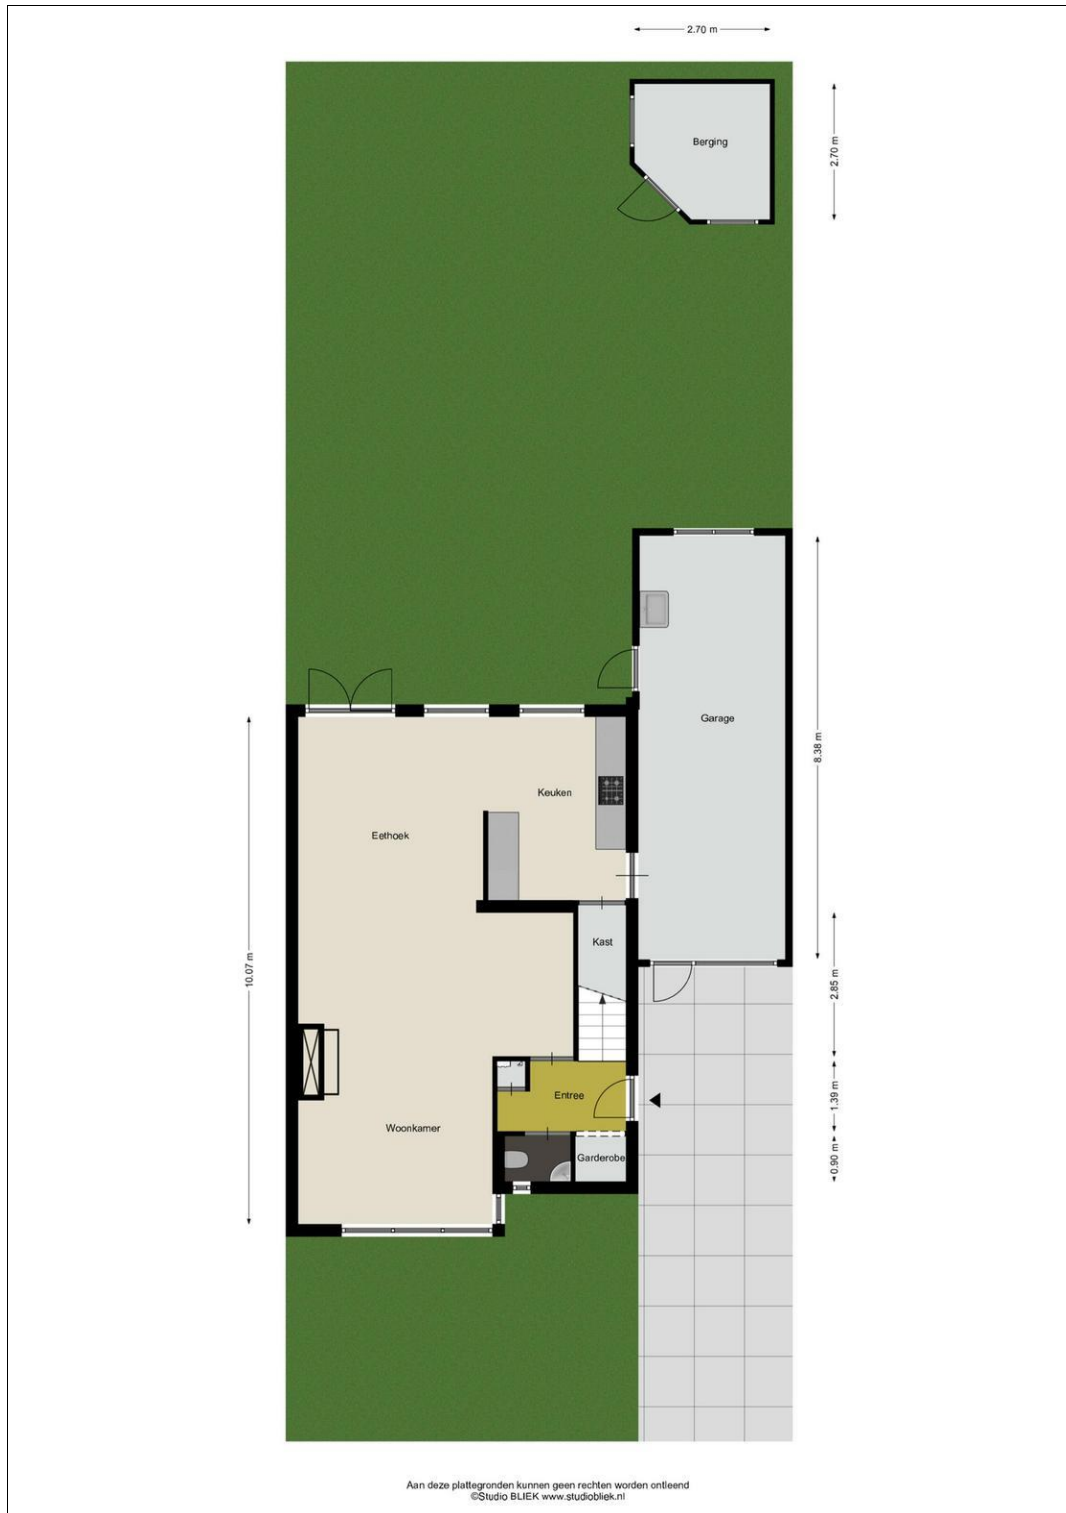 2.70 m
Berging
2.70 m
Garage
8.38 m
Keuken
Eethoek
Kast
10.07 m
2.85 m
Entree
1.39 m
Woonkamer
Garderobe
0.90 m
Aan deze plattegronden kunnen geen rechten worden ontleend
©Studio BLIEK www.studiobliek.nl